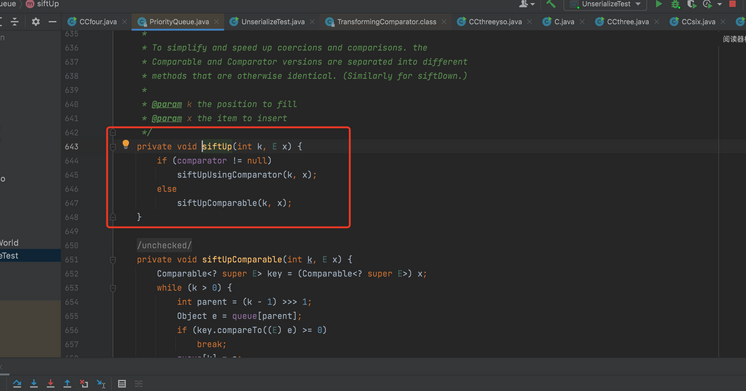 ueue
siftUp
UnserializeTest
CCfour.java
PriorityQueue.java
UnserializeTest.java
TransformingComparator.class
CCthreeyso.java
C.java
CCthree.java
CCsix.java
阅读器模
635 *
636 * To simplify and speed up coercions and comparisons. the
637 * Comparable and Comparator versions are separated into different
638 * methods that are otherwise identical. (Similarly for siftDown.)
639 *
640 * @param k the position to fill
641 * @param x the item to insert
642 */
643 private void siftUp(int k, E x) {
644 if (comparator != null)
645 siftUpUsingComparator(k, x);
646 else
647 siftUpComparable(k, x);
648 }
649
650 /unchecked/
651 private void siftUpComparable(int k, E x) {
652 Comparable<? super E> key = (Comparable<? super E>) x;
653 while (k > 0) {
654 int parent = (k - 1) >>> 1;
655 Object e = queue[parent];
656 if (key.compareTo((E) e) >= 0)
break;
World
eTest